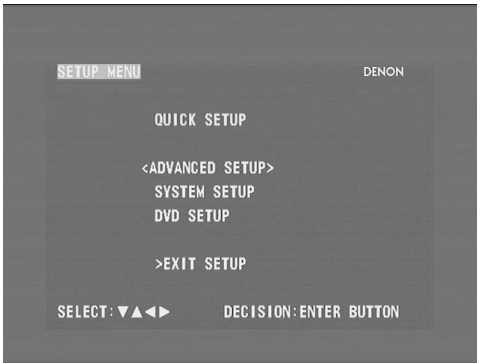 SETUP MENU DENON
QUICK SETUP
<ADVANCED SETUP>
SYSTEM SETUP
DVD SETUP
>EXIT SETUP
SELECT:▼▲◀▶ DECISION:ENTER BUTTON